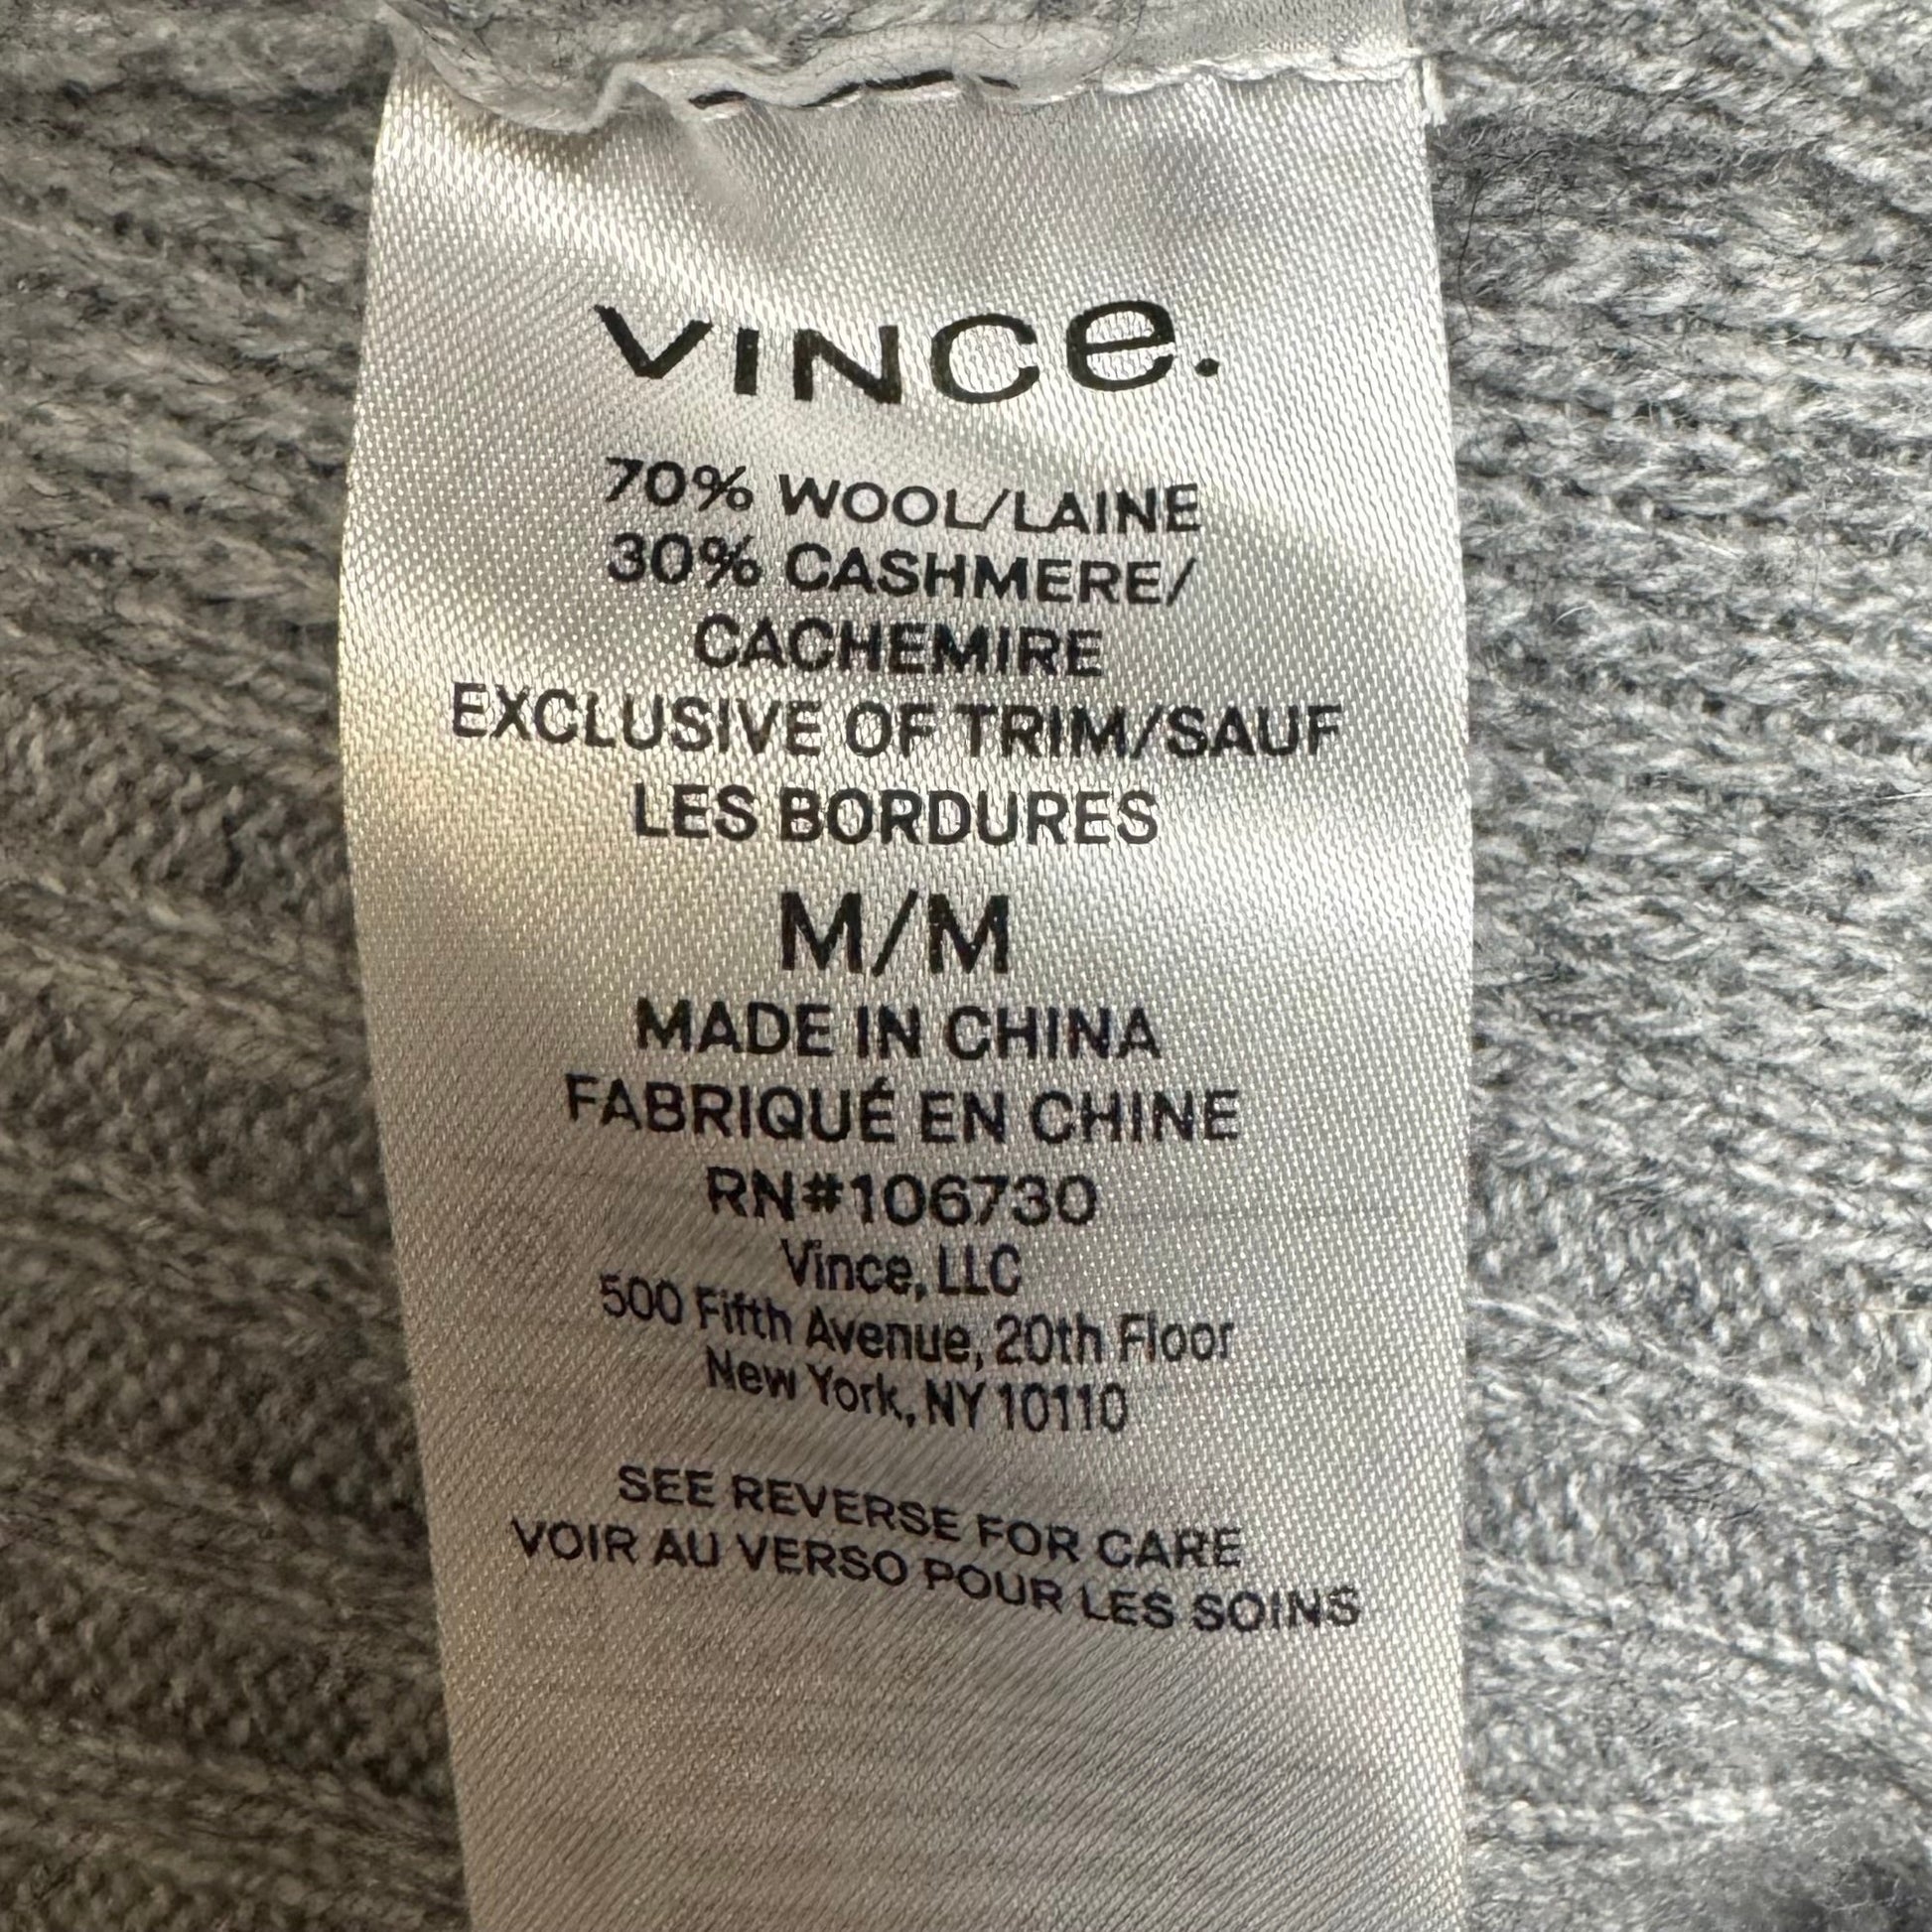 VINCe.
70% WOOL/LAINE
30% CASHMERE/
CACHEMIRE
EXCLUSIVE OF TRIM/SAUF
LES BORDURES
M/M
MADE IN CHINA
FABRIQUÉ EN CHINE
RN#106730
Vince, LLC
500 Fifth Avenue, 20th Floor
New York, NY 10110
SEE REVERSE FOR CARE
VOIR AU VERSO POUR LES SOINS